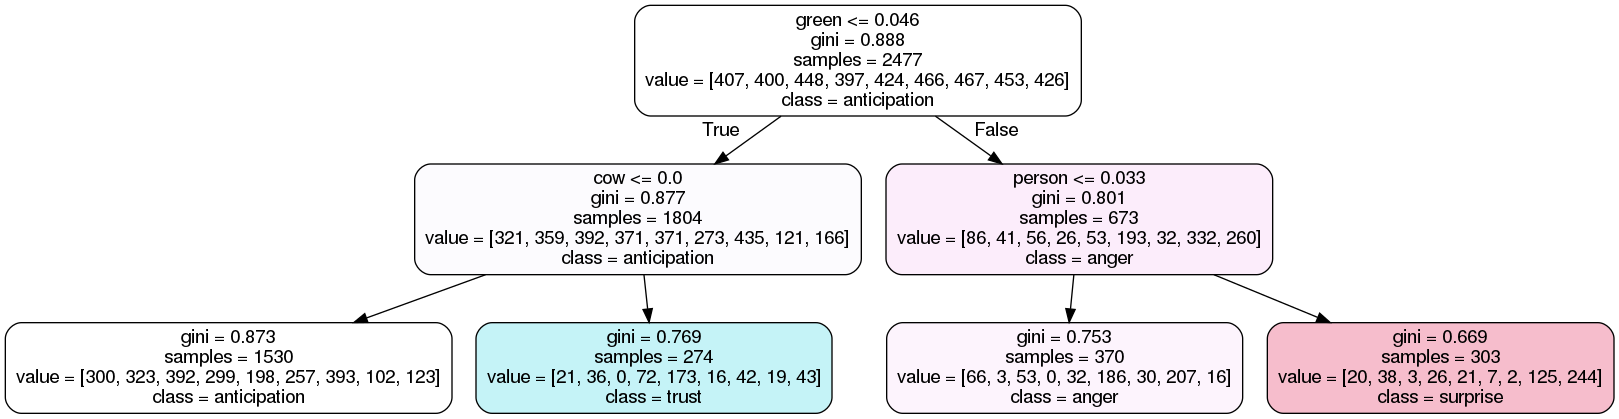 green <= 0.046
gini = 0.888
samples = 2477
value = [407, 400, 448, 397, 424, 466, 467, 453, 426]
class = anticipation
True
False
cow <= 0.0
gini = 0.877
samples = 1804
value = [321, 359, 392, 371, 371, 273, 435, 121, 166]
class = anticipation
person <= 0.033
gini = 0.801
samples = 673
value = [86, 41, 56, 26, 53, 193, 32, 332, 260]
class = anger
gini = 0.873
samples = 1530
value = [300, 323, 392, 299, 198, 257, 393, 102, 123]
class = anticipation
gini = 0.769
samples = 274
value = [21, 36, 0, 72, 173, 16, 42, 19, 43]
class = trust
gini = 0.753
samples = 370
value = [66, 3, 53, 0, 32, 186, 30, 207, 16]
class = anger
gini = 0.669
samples = 303
value = [20, 38, 3, 26, 21, 7, 2, 125, 244]
class = surprise